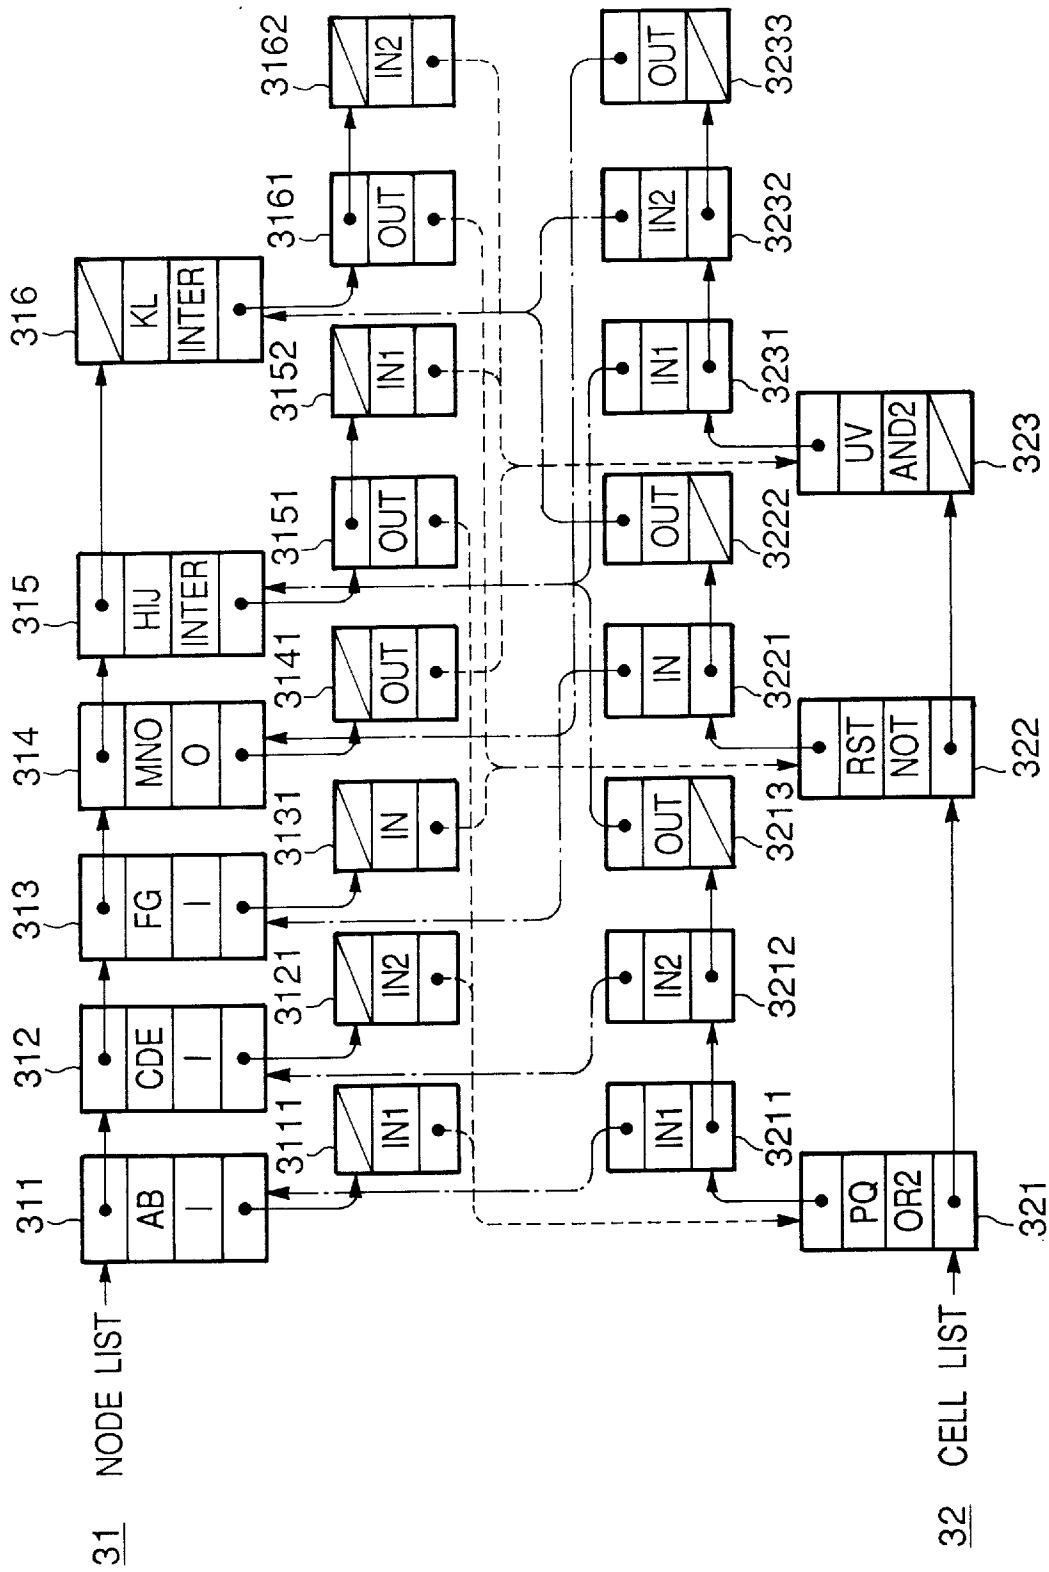 31 NODE LIST
311
AB
I
312
CDE
I
313
FG
I
314
MNO
O
315
HIJ
INTER
316
KL
INTER
3111
IN1
3121
IN2
3131
IN
3141
OUT
3151
OUT
3152
IN1
3161
OUT
3162
IN2
IN1
3211
IN2
3212
OUT
3213
IN
3221
OUT
3222
IN1
3231
IN2
3232
OUT
3233
32 CELL LIST
PQ
OR2
321
RST
NOT
322
UV
AND2
323